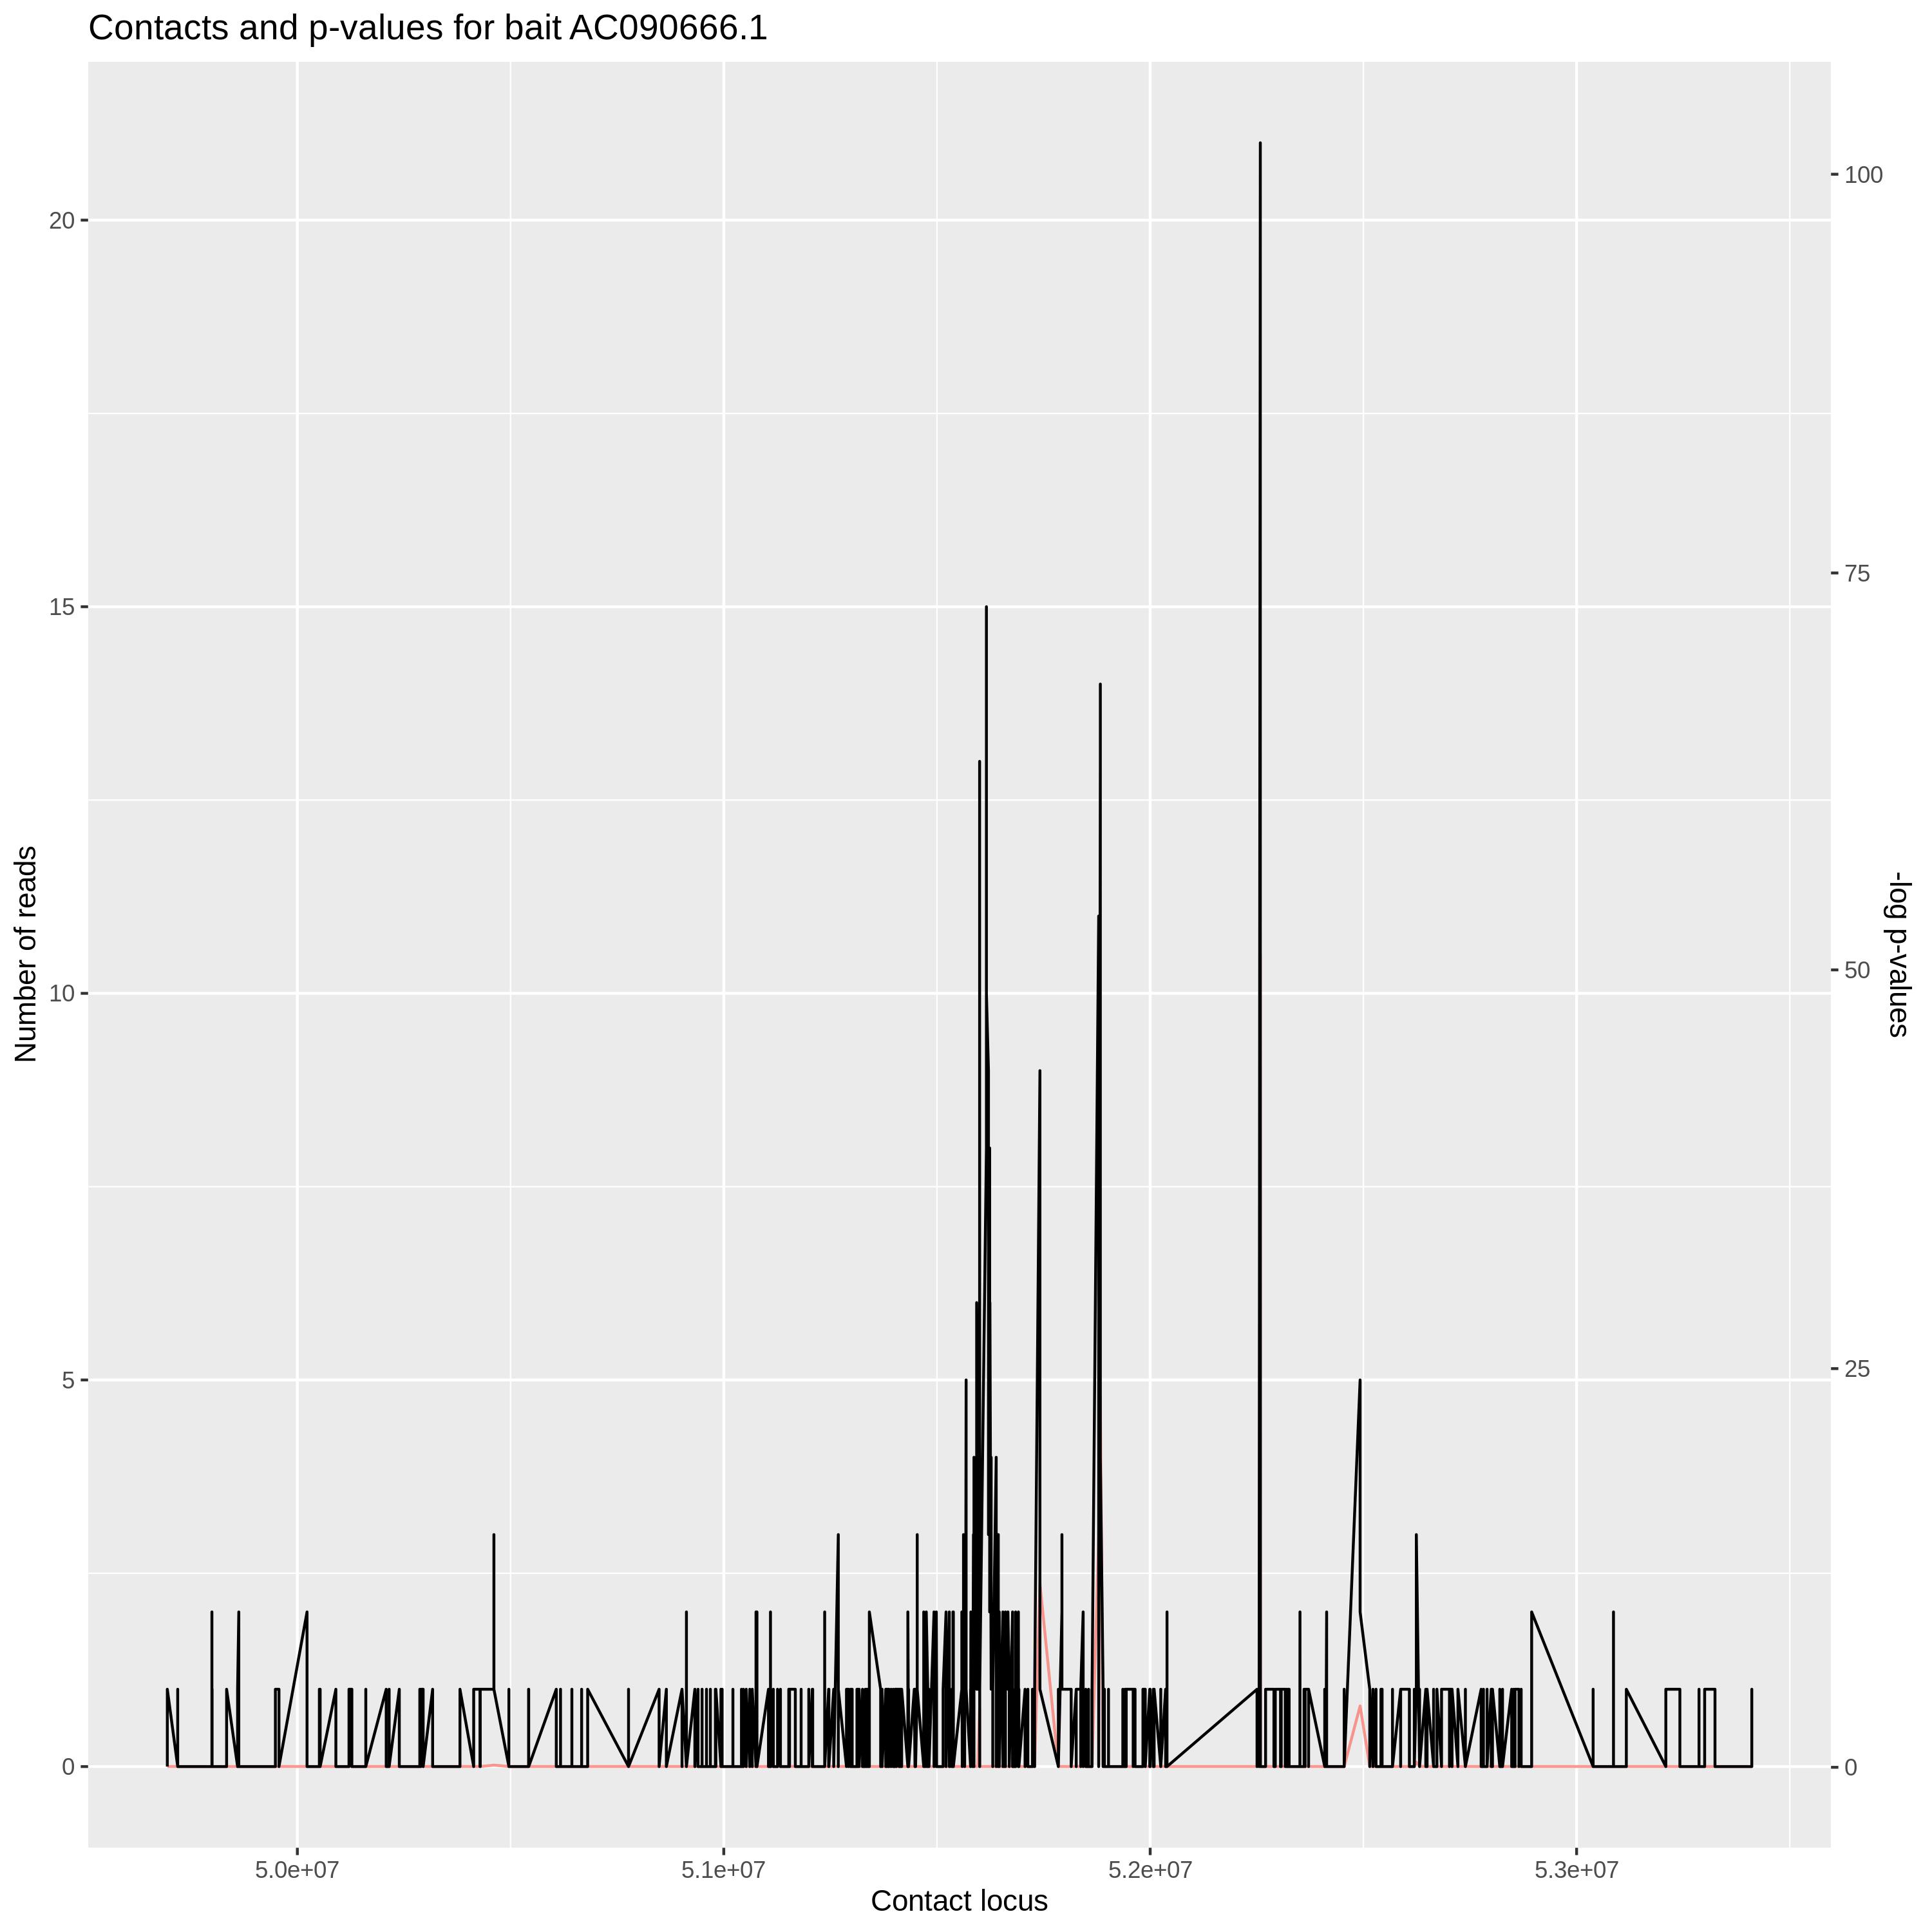 Contacts and p-values for bait AC090666.1
Number of reads
20
15
10
5
0
100
75
50
25
0
-log p-values
5.0e+07
5.1e+07
5.2e+07
5.3e+07
Contact locus